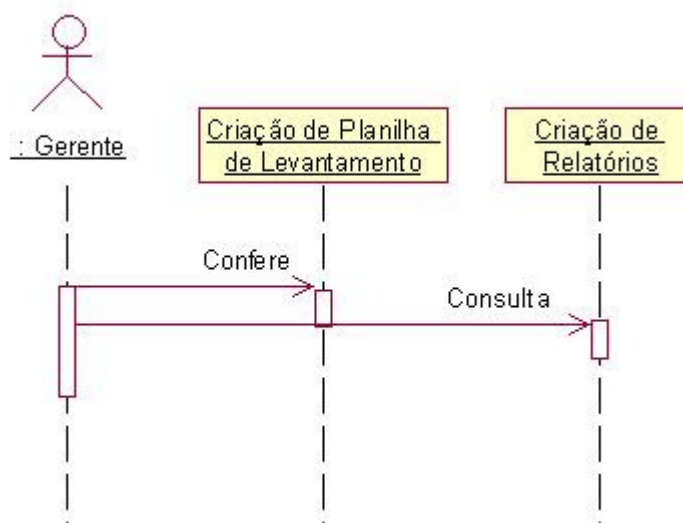 : Gerente
Criação de Planilha
de Levantamento
Criação de
Relatórios
Confere
Consulta